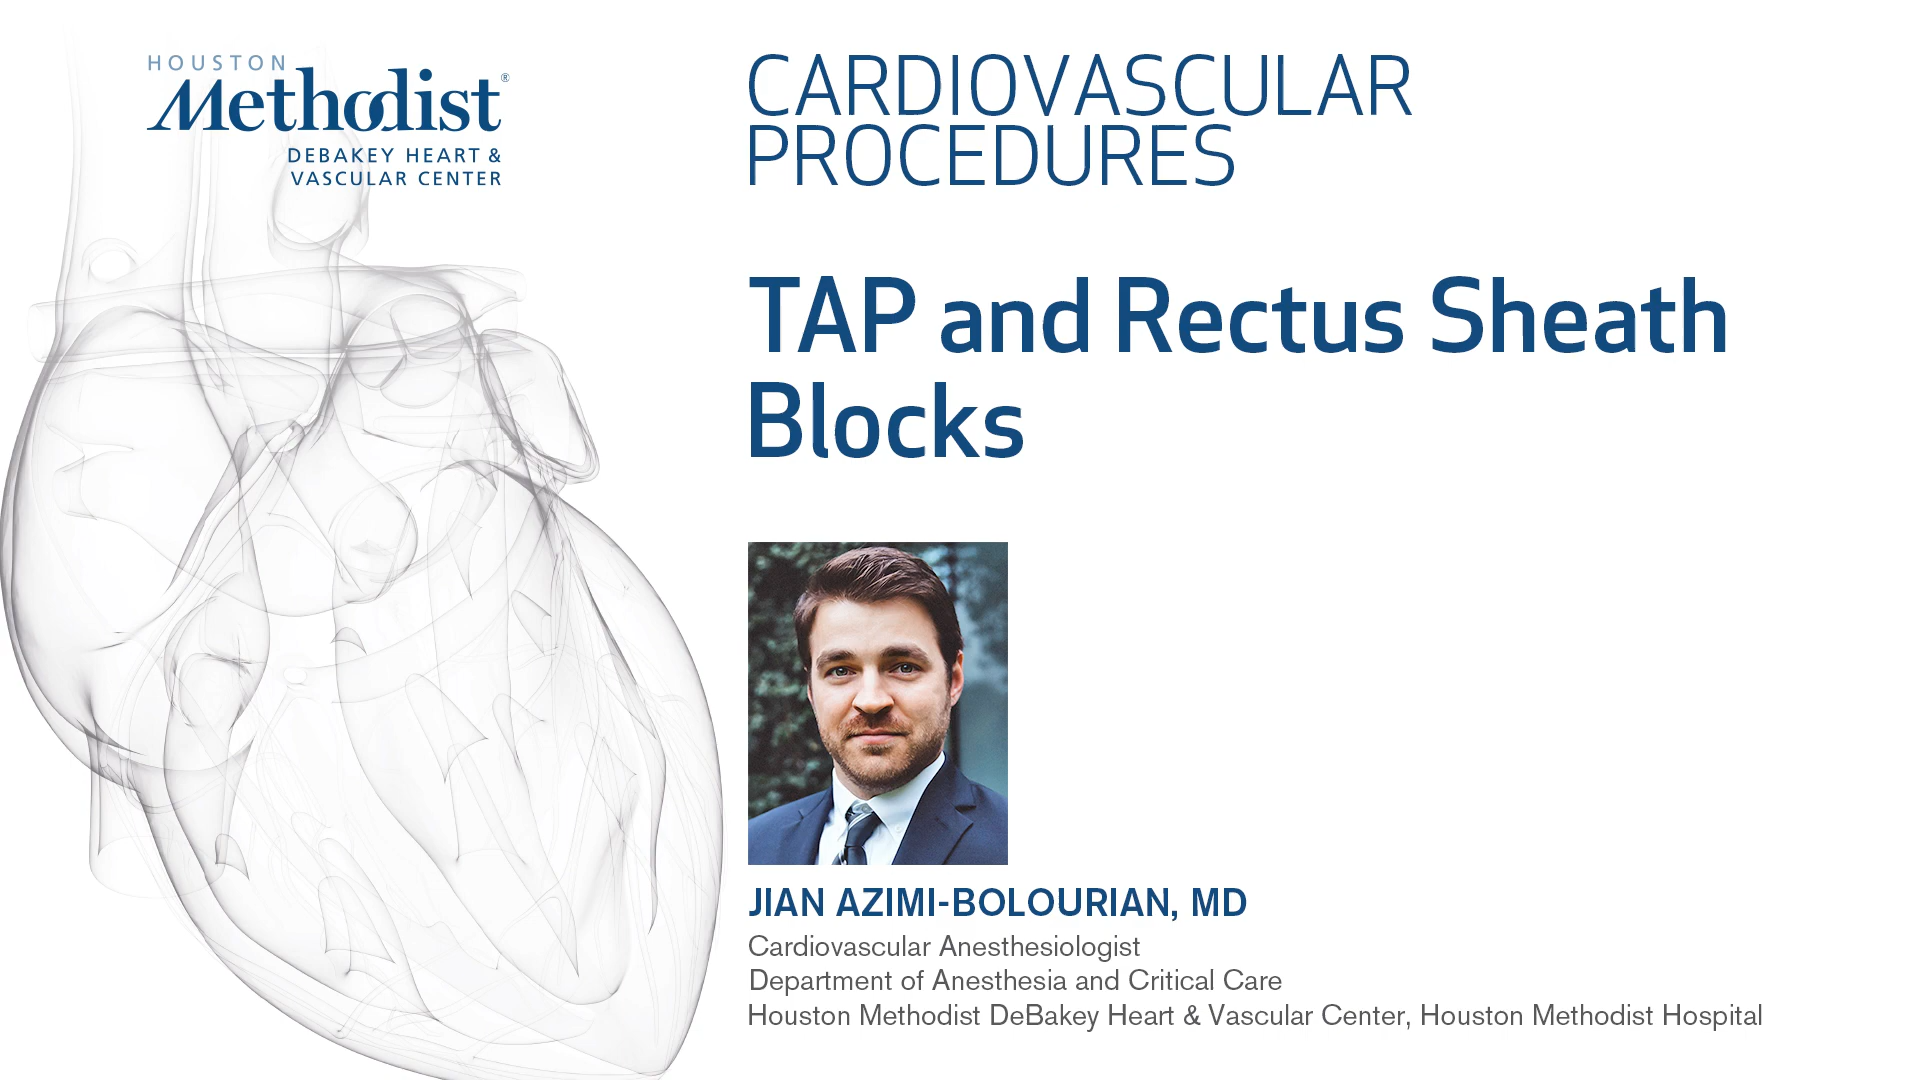 HOUSTON
Methodist®
DEBAKEY HEART &
VASCULAR CENTER
CARDIOVASCULAR
PROCEDURES
TAP and Rectus Sheath
Blocks
JIAN AZIMI-BOLOURIAN, MD
Cardiovascular Anesthesiologist
Department of Anesthesia and Critical Care
Houston Methodist DeBakey Heart & Vascular Center, Houston Methodist Hospital